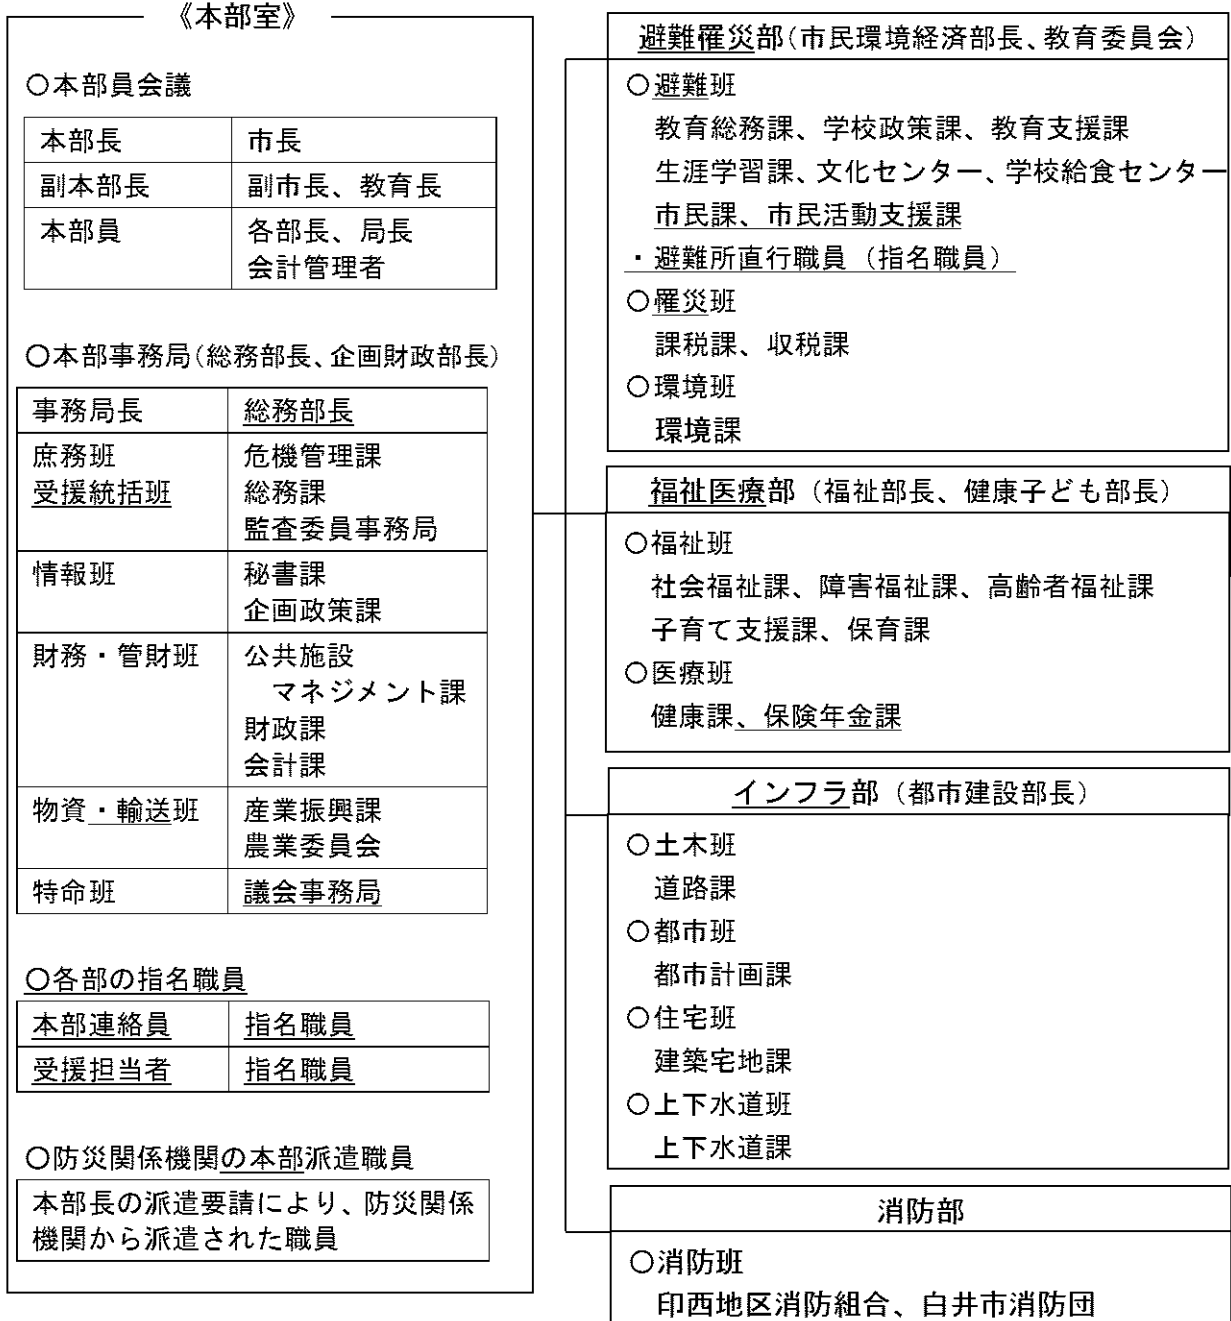 《本部室》
○本部員会議
本部長 市長
副本部長 副市長、教育長
本部員 各部長、局長
会計管理者
○本部事務局(総務部長、企画財政部長)
事務局長 総務部長
庶務班 危機管理課
受援統括班 総務課
監査委員事務局
情報班 秘書課
企画政策課
財務・管財班 公共施設
マネジメント課
財政課
会計課
物資・輸送班 産業振興課
農業委員会
特命班 議会事務局
○各部の指名職員
本部連絡員 指名職員
受援担当者 指名職員
○防災関係機関の本部派遣職員
本部長の派遣要請により、防災関係
機関から派遣された職員
避難罹災部(市民環境経済部長、教育委員会)
○避難班
教育総務課、学校政策課、教育支援課
生涯学習課、文化センター、学校給食センター
市民課、市民活動支援課
・避難所直行職員（指名職員）
○罹災班
課税課、収税課
○環境班
環境課
福祉医療部（福祉部長、健康子ども部長）
○福祉班
社会福祉課、障害福祉課、高齢者福祉課
子育て支援課、保育課
○医療班
健康課、保険年金課
インフラ部（都市建設部長）
○土木班
道路課
○都市班
都市計画課
○住宅班
建築宅地課
○上下水道班
上下水道課
消防部
○消防班
印西地区消防組合、白井市消防団